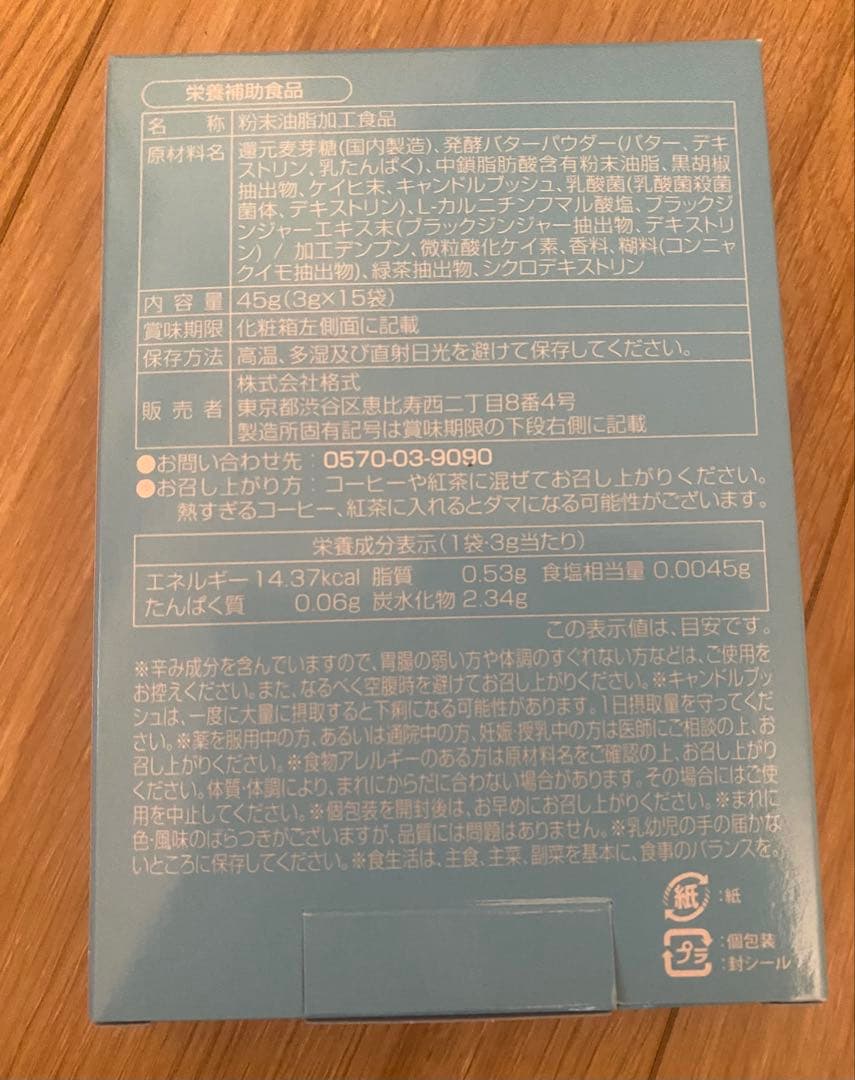 栄養補助食品
名称 粉末油脂加工食品
原材料名 還元麦芽糖(国内製造)、発酵バターパウダー(バター、デキ
ストリン、乳たんぱく)、中鎖脂肪酸含有粉末油脂、黒胡椒
抽出物、ケイヒ末、キャンドルブッシュ、乳酸菌(乳酸菌殺菌
菌体、デキストリン)、L-カルニチンフマル酸塩、ブラックジ
ンジャーエキス末(ブラックジンジャー抽出物、デキストリ
ン) / 加工デンプン、微粒酸化ケイ素、香料、糊料(コンニャ
クイモ抽出物)、緑茶抽出物、シクロデキストリン
内容量 45g(3g×15袋)
賞味期限 化粧箱左側面に記載
保存方法 高温、多湿及び直射日光を避けて保存してください。
販売者 株式会社格式
東京都渋谷区恵比寿西二丁目8番4号
製造所固有記号は賞味期限の下段右側に記載
●お問い合わせ先：0570-03-9090
●お召し上がり方：コーヒーや紅茶に混ぜてお召し上がりください。
熱すぎるコーヒー、紅茶に入れるとダマになる可能性がございます。
栄養成分表示(1袋・3g当たり)
エネルギー 14.37kcal 脂質 0.53g 食塩相当量 0.0045g
たんぱく質 0.06g 炭水化物 2.34g
この表示値は、目安です。
※辛み成分を含んでいますので、胃腸の弱い方や体調のすぐれない方などは、ご使用を
お控えください。また、なるべく空腹時を避けてお召し上がりください。※キャンドルブッ
シュは、一度に大量に摂取すると下痢になる可能性があります。1日摂取量を守ってくだ
さい。※薬を服用中の方、あるいは通院中の方、妊娠・授乳中の方は医師にご相談の上、お
召し上がりください。※食物アレルギーのある方は原材料名をご確認の上、お召し上がり
ください。体質・体調により、まれにからだに合わない場合があります。その場合にはご使
用を中止してください。※個包装を開封後は、お早めにお召し上がりください。※まれに
色・風味のばらつきがございますが、品質には問題はありません。※乳幼児の手の届かな
いところに保存してください。※食生活は、主食、主菜、副菜を基本に、食事のバランスを。
紙 ：紙
プラ ：個包装
：封シール